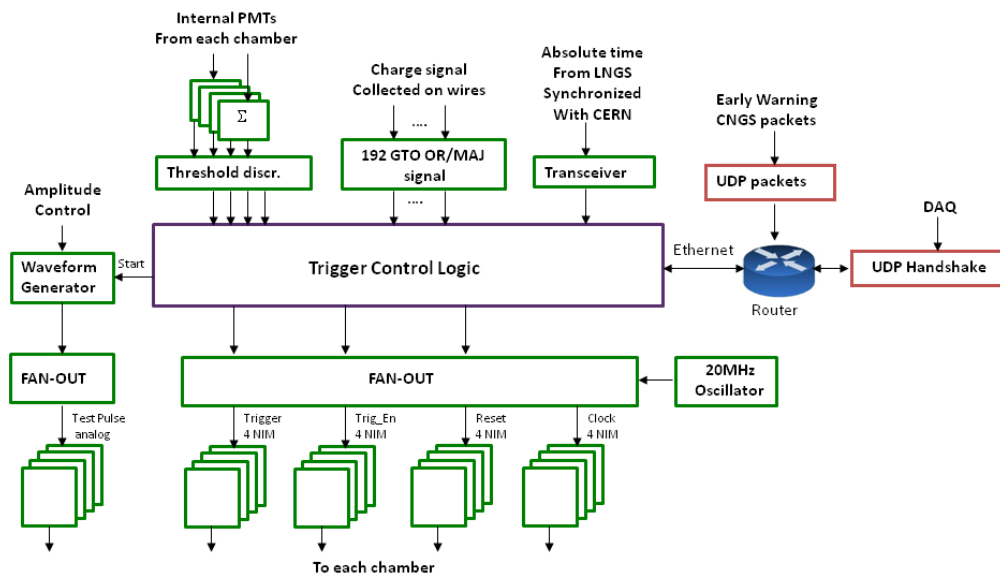 Internal PMTs
From each chamber
Charge signal
Collected on wires
Absolute time
From LNGS
Synchronized
With CERN
Early Warning
CNGS packets
Σ
....
192 GTO OR/MAJ
signal
Threshold discr.
Transceiver
UDP packets
....
Amplitude
Control
DAQ
Waveform
Generator
Start
Trigger Control Logic
Ethernet
UDP Handshake
Router
FAN-OUT
FAN-OUT
20MHz
Oscillator
Test Pulse
analog
Trigger
4 NIM
Trig_En
4 NIM
Reset
4 NIM
Clock
4 NIM
To each chamber